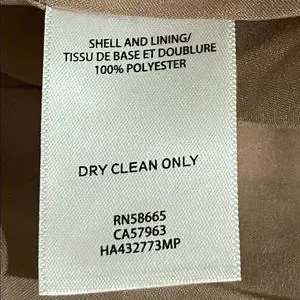 SHELL AND LINING/
TISSU DE BASE ET DOUBLURE
100% POLYESTER
DRY CLEAN ONLY
RN58665
CA57963
HA432773MP